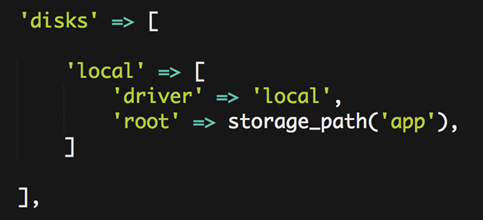 'disks' => [
'local' => [
'driver' => 'local',
'root' => storage_path('app'),
]
],